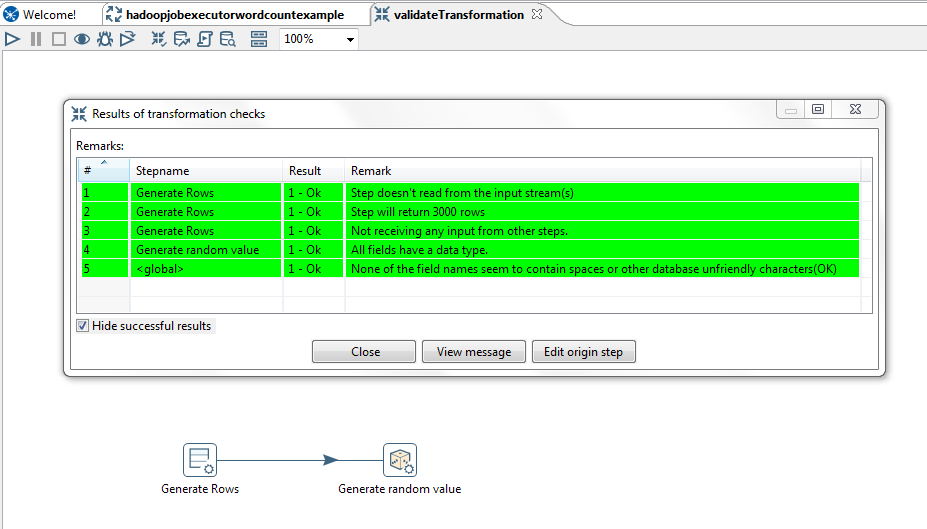 Welcome! hadoopjobexecutorwordcountexample validateTransformation
100%
Results of transformation checks
Remarks:
# Stepname Result Remark
1 Generate Rows 1 - Ok Step doesn't read from the input stream(s)
2 Generate Rows 1 - Ok Step will return 3000 rows
3 Generate Rows 1 - Ok Not receiving any input from other steps.
4 Generate random value 1 - Ok All fields have a data type.
5 <global> 1 - Ok None of the field names seem to contain spaces or other database unfriendly characters(OK)
Hide successful results
Close View message Edit origin step
Generate Rows Generate random value